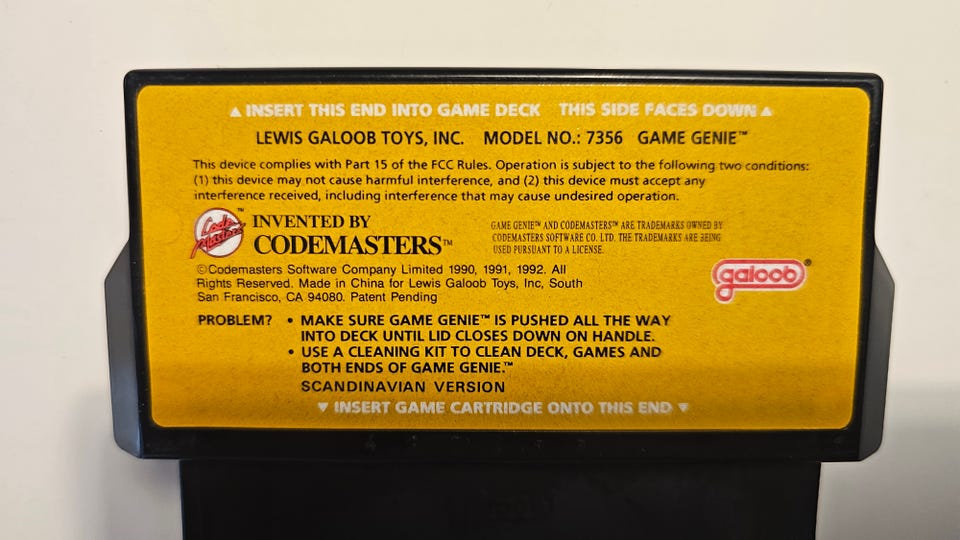 ▲ INSERT THIS END INTO GAME DECK THIS SIDE FACES DOWN ▲
LEWIS GALOOB TOYS, INC. MODEL NO.: 7356 GAME GENIE™
This device complies with Part 15 of the FCC Rules. Operation is subject to the following two conditions:
(1) this device may not cause harmful interference, and (2) this device must accept any
interference received, including interference that may cause undesired operation.
Code Masters™
INVENTED BY
CODEMASTERS™
GAME GENIE™ AND CODEMASTERS™ ARE TRADEMARKS OWNED BY
CODEMASTERS SOFTWARE CO. LTD. THE TRADEMARKS ARE BEING
USED PURSUANT TO A LICENSE.
©Codemasters Software Company Limited 1990, 1991, 1992. All
Rights Reserved. Made in China for Lewis Galoob Toys, Inc, South
San Francisco, CA 94080. Patent Pending
galoob®
PROBLEM? • MAKE SURE GAME GENIE™ IS PUSHED ALL THE WAY
INTO DECK UNTIL LID CLOSES DOWN ON HANDLE.
• USE A CLEANING KIT TO CLEAN DECK, GAMES AND
BOTH ENDS OF GAME GENIE.™
SCANDINAVIAN VERSION
▼ INSERT GAME CARTRIDGE ONTO THIS END ▼